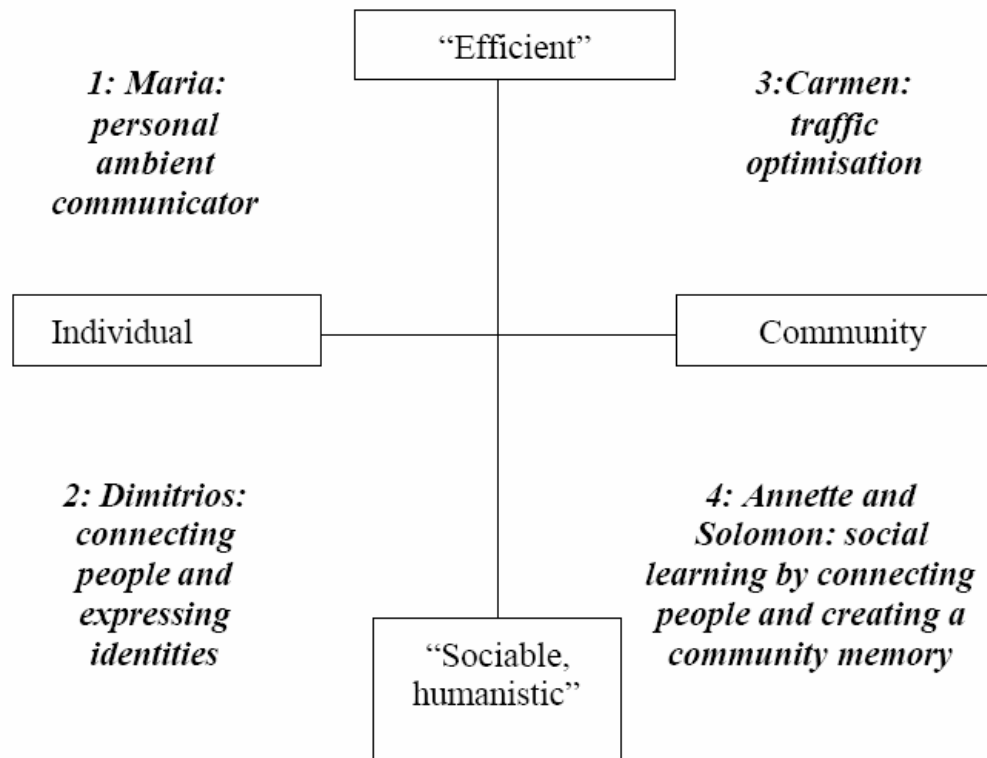 “Efficient”
1: Maria:
personal
ambient
communicator
3:Carmen:
traffic
optimisation
Individual
Community
2: Dimitrios:
connecting
people and
expressing
identities
4: Annette and
Solomon: social
learning by connecting
people and creating a
community memory
“Sociable,
humanistic”